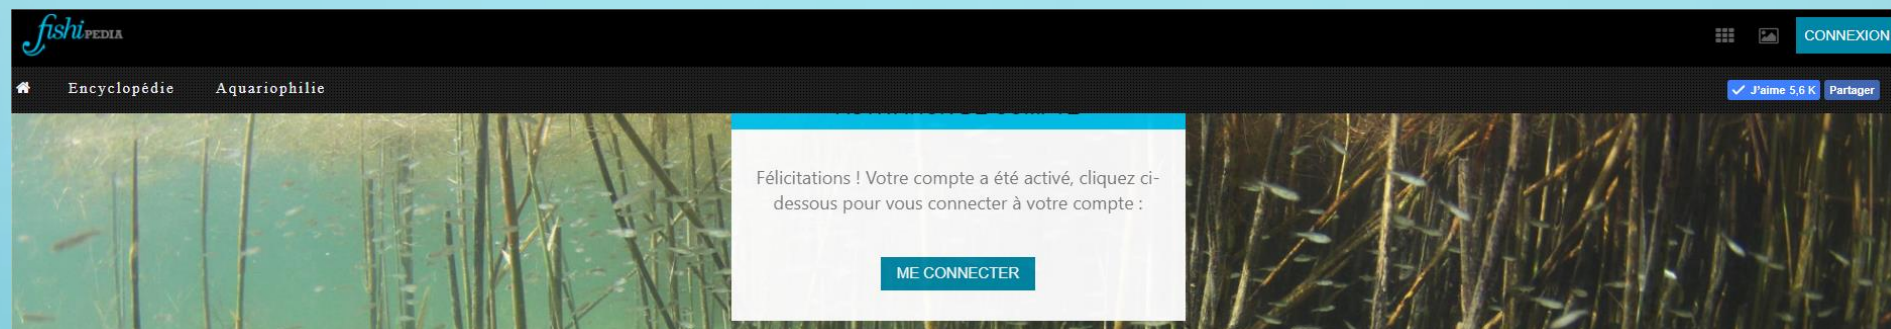 fishiPEDIA
CONNEXION
Encyclopédie Aquariophilie
J'aime 5,6 K Partager
Félicitations ! Votre compte a été activé, cliquez ci-
dessous pour vous connecter à votre compte :
ME CONNECTER